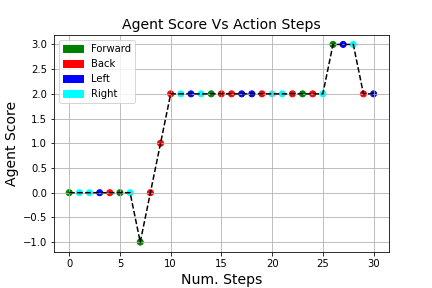 Agent Score Vs Action Steps
3.0
2.5
2.0
1.5
1.0
0.5
0.0
−0.5
−1.0
Agent Score
Forward
Back
Left
Right
0 5 10 15 20 25 30
Num. Steps